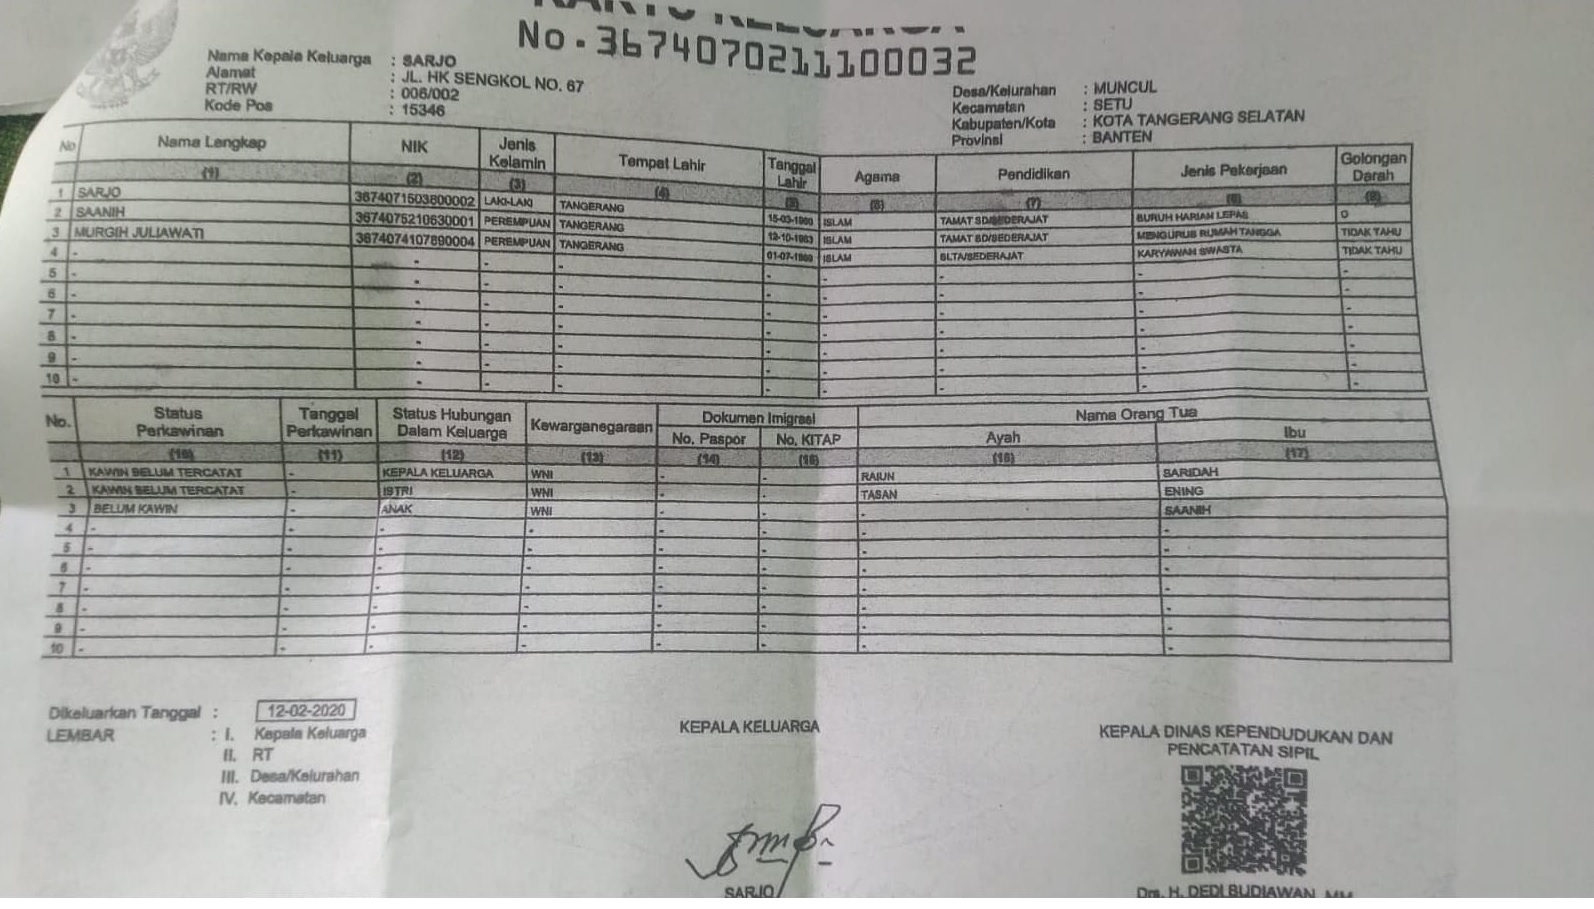 No. 3674070211100032
Nama Kepala Keluarga : SARJO
Alamat : JL. HK SENGKOL NO. 67
RT/RW : 006/002
Kode Pos : 15346
Desa/Kelurahan : MUNCUL
Kecamatan : SETU
Kabupaten/Kota : KOTA TANGERANG SELATAN
Provinsi : BANTEN
No Nama Lengkap NIK Jenis Kelamin Tempat Lahir Tanggal Lahir Agama Pendidikan Jenis Pekerjaan Golongan Darah
(1) (2) (3) (4) (5) (6) (7) (8) (9)
1 SARJO 3674071503600002 LAKI-LAKI TANGERANG 15-03-1960 ISLAM TAMAT SD/SEDERAJAT BURUH HARIAN LEPAS O
2 SAANIH 3674075210630001 PEREMPUAN TANGERANG 12-10-1963 ISLAM TAMAT SD/SEDERAJAT MENGURUS RUMAH TANGGA TIDAK TAHU
3 MURGIH JULIAWATI 3674074107890004 PEREMPUAN TANGERANG 01-07-1989 ISLAM SLTA/SEDERAJAT KARYAWAN SWASTA TIDAK TAHU
4 - - - - - - - - -
5 - - - - - - - - -
6 - - - - - - - - -
7 - - - - - - - - -
8 - - - - - - - - -
9 - - - - - - - - -
10 - - - - - - - - -
No. Status Perkawinan Tanggal Perkawinan Status Hubungan Dalam Keluarga Kewarganegaraan Dokumen Imigrasi Nama Orang Tua
No. Paspor No. KITAP Ayah Ibu
(10) (11) (12) (13) (14) (15) (16) (17)
1 KAWIN BELUM TERCATAT - KEPALA KELUARGA WNI - - RAIUN SARIDAH
2 KAWIN BELUM TERCATAT - ISTRI WNI - - TASAN ENING
3 BELUM KAWIN - ANAK WNI - - - SAANIH
4 - - - - - - - -
5 - - - - - - - -
6 - - - - - - - -
7 - - - - - - - -
8 - - - - - - - -
9 - - - - - - - -
10 - - - - - - - -
Dikeluarkan Tanggal : 12-02-2020
LEMBAR : I. Kepala Keluarga
II. RT
III. Desa/Kelurahan
IV. Kecamatan
KEPALA KELUARGA
SARJO
KEPALA DINAS KEPENDUDUKAN DAN
PENCATATAN SIPIL
Drs. H. DEDI BUDIAWAN, MM